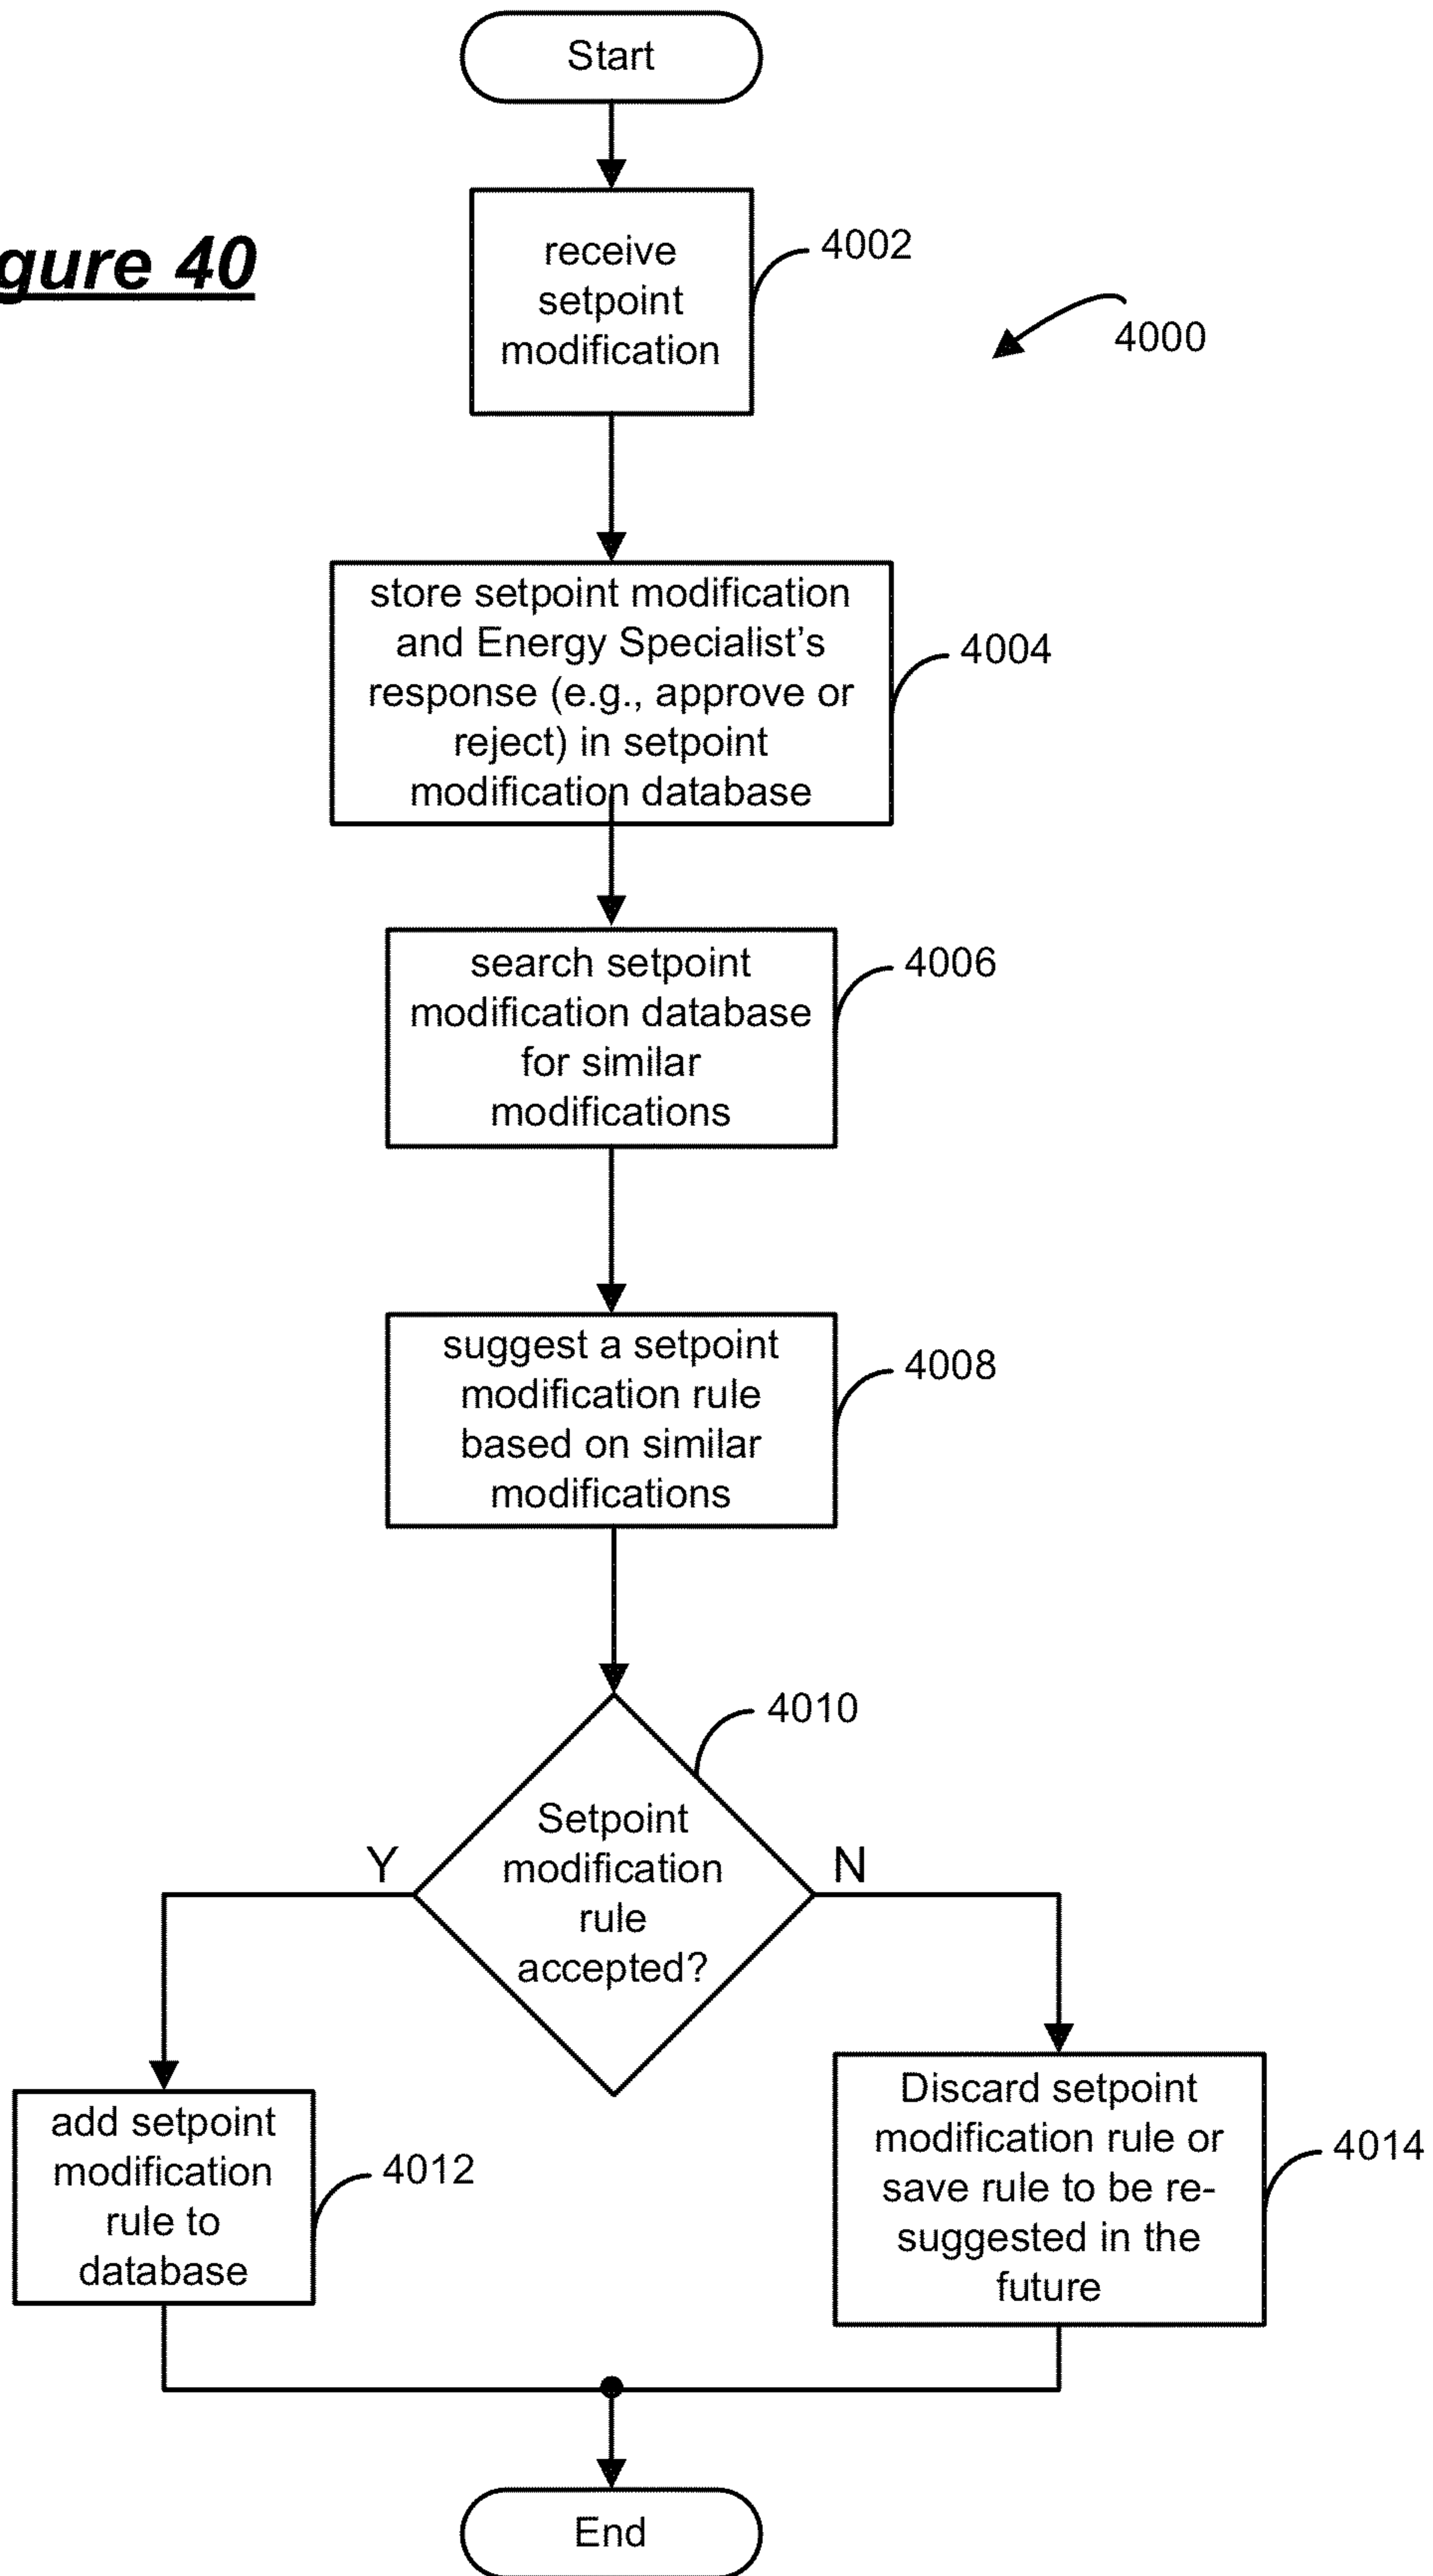 Start
receive
setpoint
modification
4002
gure 40
4000
store setpoint modification
and Energy Specialist’s
response (e.g., approve or
reject) in setpoint
modification database
4004
search setpoint
modification database
for similar
modifications
4006
suggest a setpoint
modification rule
based on similar
modifications
4008
4010
Setpoint
modification
rule
accepted?
Y
N
add setpoint
modification
rule to
database
4012
Discard setpoint
modification rule or
save rule to be re-
suggested in the
future
4014
End